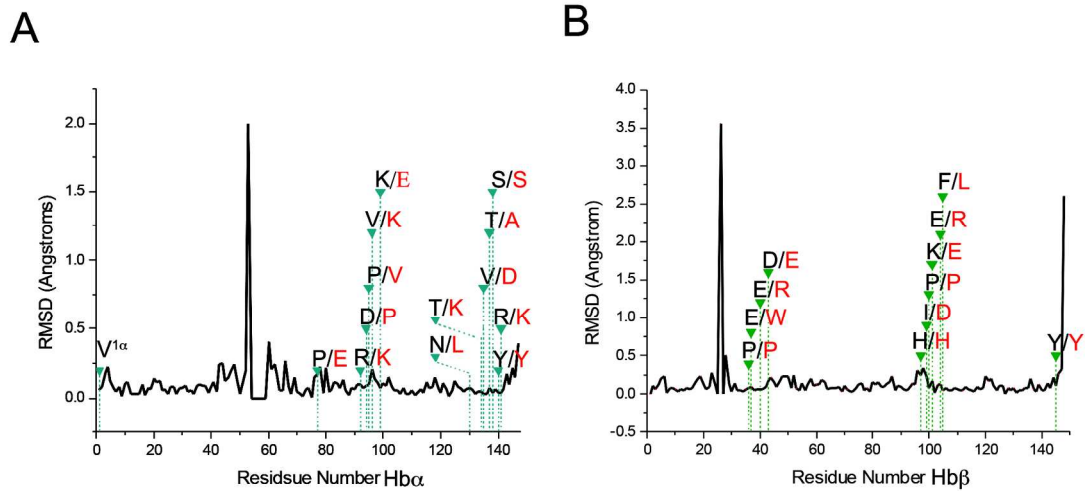 A
RMSD (Angstroms)
2.0
1.5
1.0
0.5
0.0
0 20 40 60 80 100 120 140
Residsue Number Hbα
V1α
P/E
R/K
D/P
P/V
V/K
K/E
T/K
N/L
S/S
T/A
V/D
R/K
Y/Y
B
RMSD (Angstrom)
4.0
3.5
3.0
2.5
2.0
1.5
1.0
0.5
0.0
-0.5
0 20 40 60 80 100 120 140
Residue Number Hbβ
D/E
E/R
E/W
P/P
F/L
E/R
K/E
P/P
I/D
H/H
Y/Y